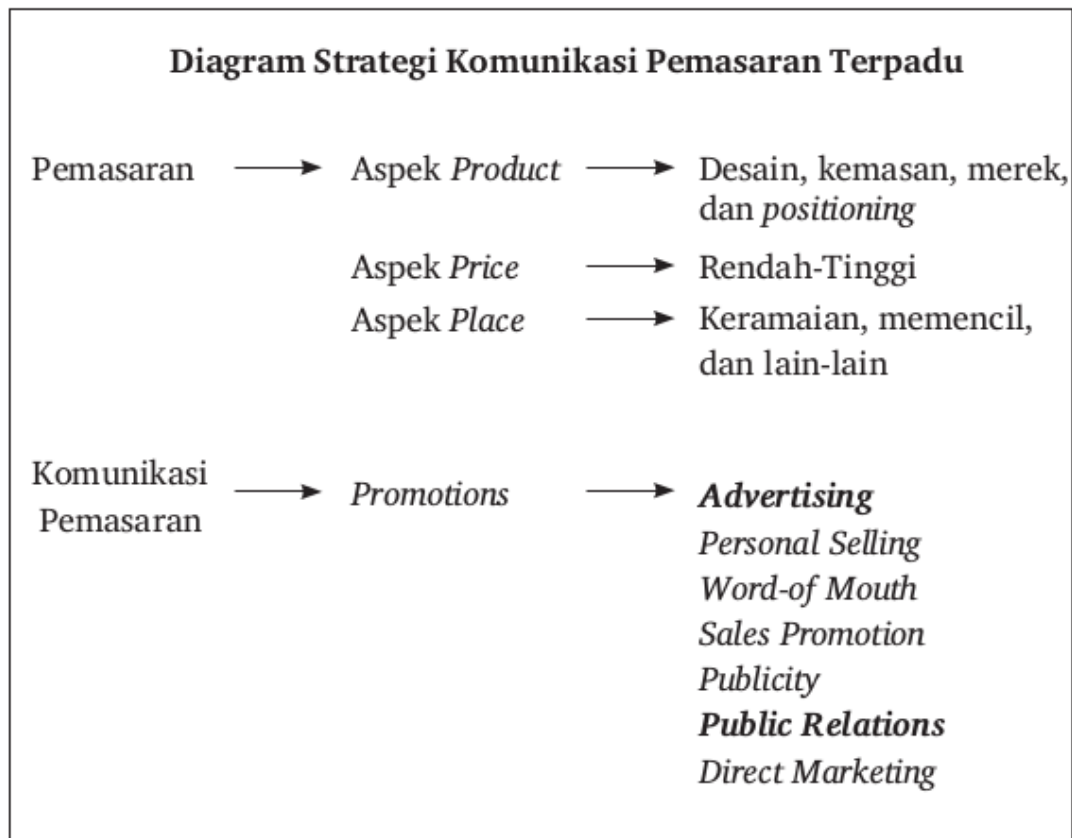 Diagram Strategi Komunikasi Pemasaran Terpadu
Pemasaran → Aspek Product → Desain, kemasan, merek,
dan positioning
Aspek Price → Rendah-Tinggi
Aspek Place → Keramaian, memencil,
dan lain-lain
Komunikasi
Pemasaran → Promotions → Advertising
Personal Selling
Word-of Mouth
Sales Promotion
Publicity
Public Relations
Direct Marketing